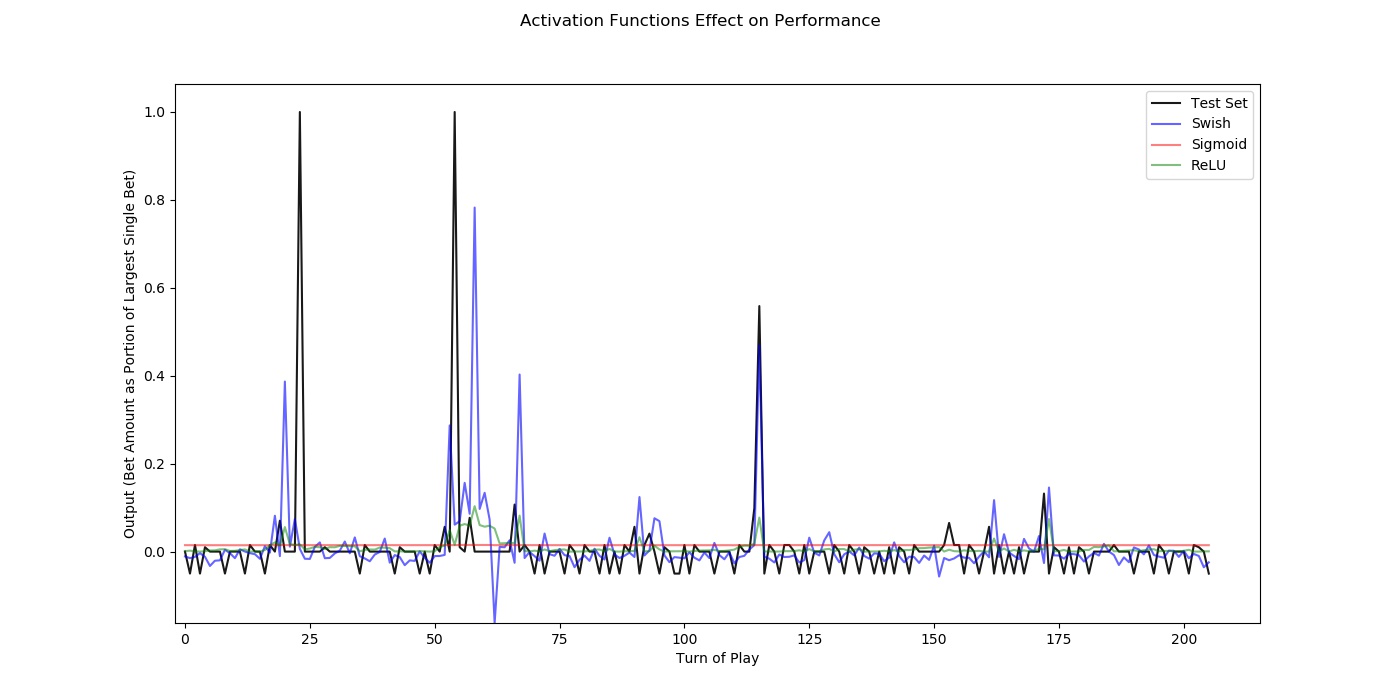 Activation Functions Effect on Performance
Test Set
Swish
Sigmoid
ReLU
Output (Bet Amount as Portion of Largest Single Bet)
1.0
0.8
0.6
0.4
0.2
0.0
0 25 50 75 100 125 150 175 200
Turn of Play